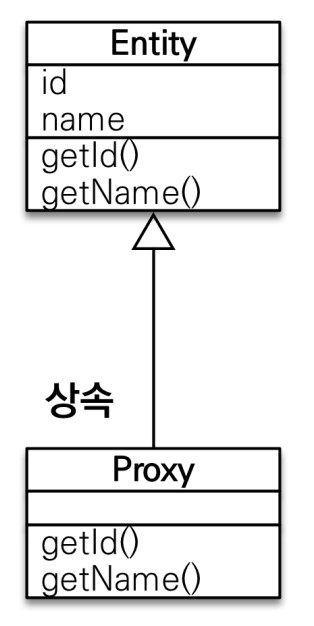 Entity
id
name
getId()
getName()
상속
Proxy
getId()
getName()